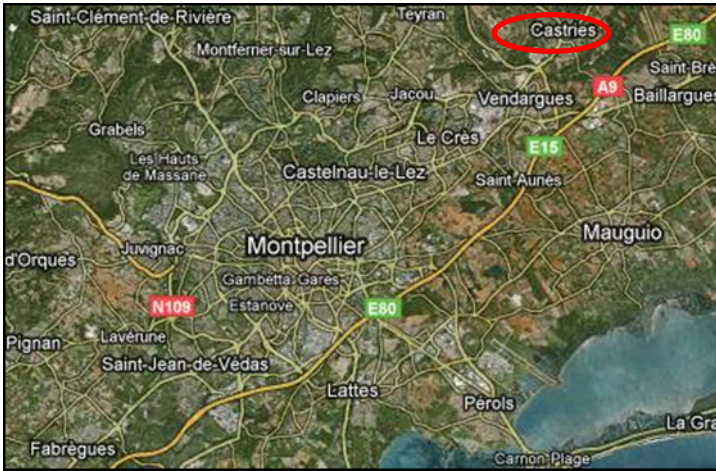 Saint-Clément-de-Rivière
Teyran
Castries
E80
Montferrier-sur-Lez
Saint-Brè
A9
Clapiers
Jacou
Vendargues
Baillargues
Grabels
Le Crès
E15
Les Hauts
de Massane
Castelnau-le-Lez
Saint-Aunès
Mauguio
d'Orques
Juvignac
Montpellier
Gambetta
Gares
N109
Estanove
E80
Pignan
Lavérune
Saint-Jean-de-Védas
Lattes
Pérols
La Gra
Fabrègues
Carnon-Plage